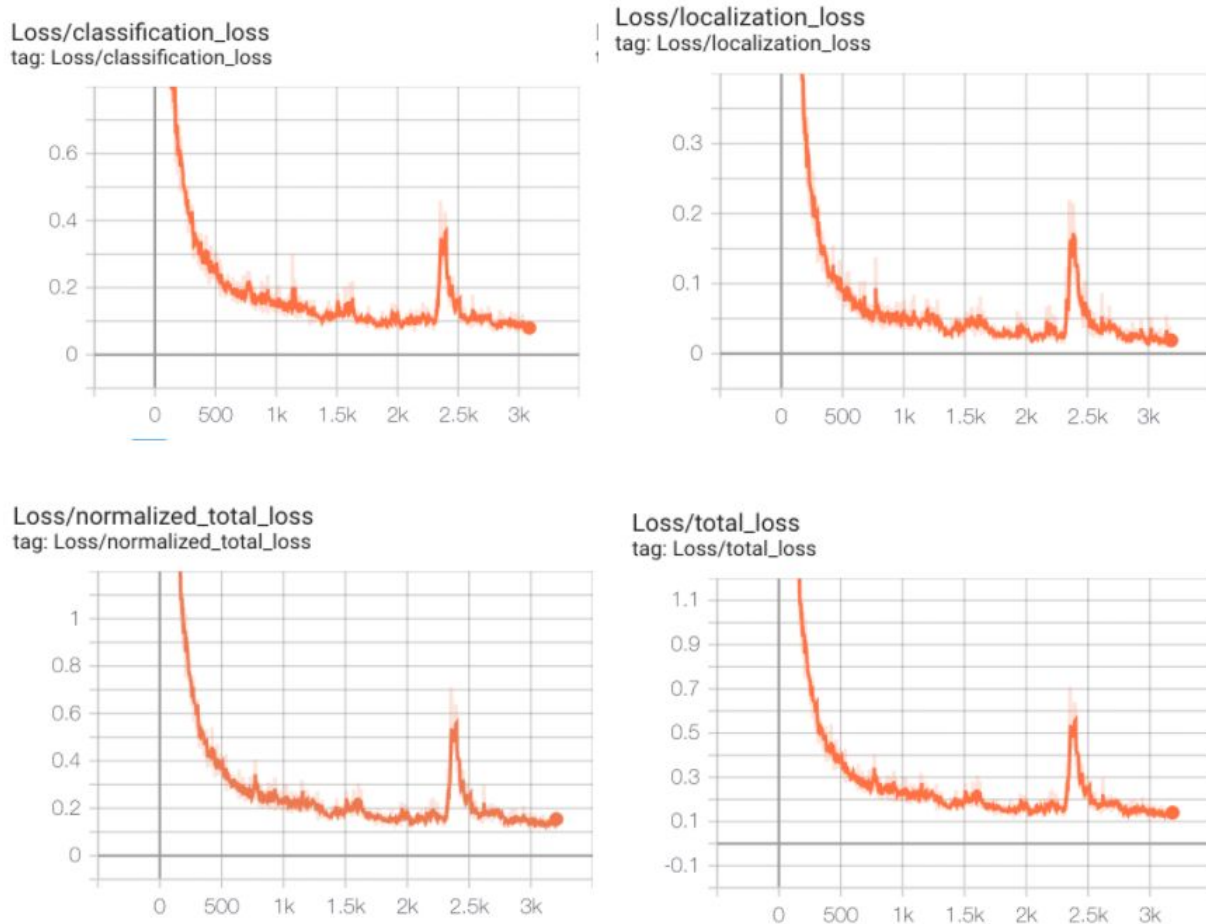 Loss/classification_loss
tag: Loss/classification_loss
0.6
0.4
0.2
0
0 500 1k 1.5k 2k 2.5k 3k
Loss/localization_loss
tag: Loss/localization_loss
0.3
0.2
0.1
0
0 500 1k 1.5k 2k 2.5k 3k
Loss/normalized_total_loss
tag: Loss/normalized_total_loss
1
0.8
0.6
0.4
0.2
0
0 500 1k 1.5k 2k 2.5k 3k
Loss/total_loss
tag: Loss/total_loss
1.1
0.9
0.7
0.5
0.3
0.1
-0.1
0 500 1k 1.5k 2k 2.5k 3k